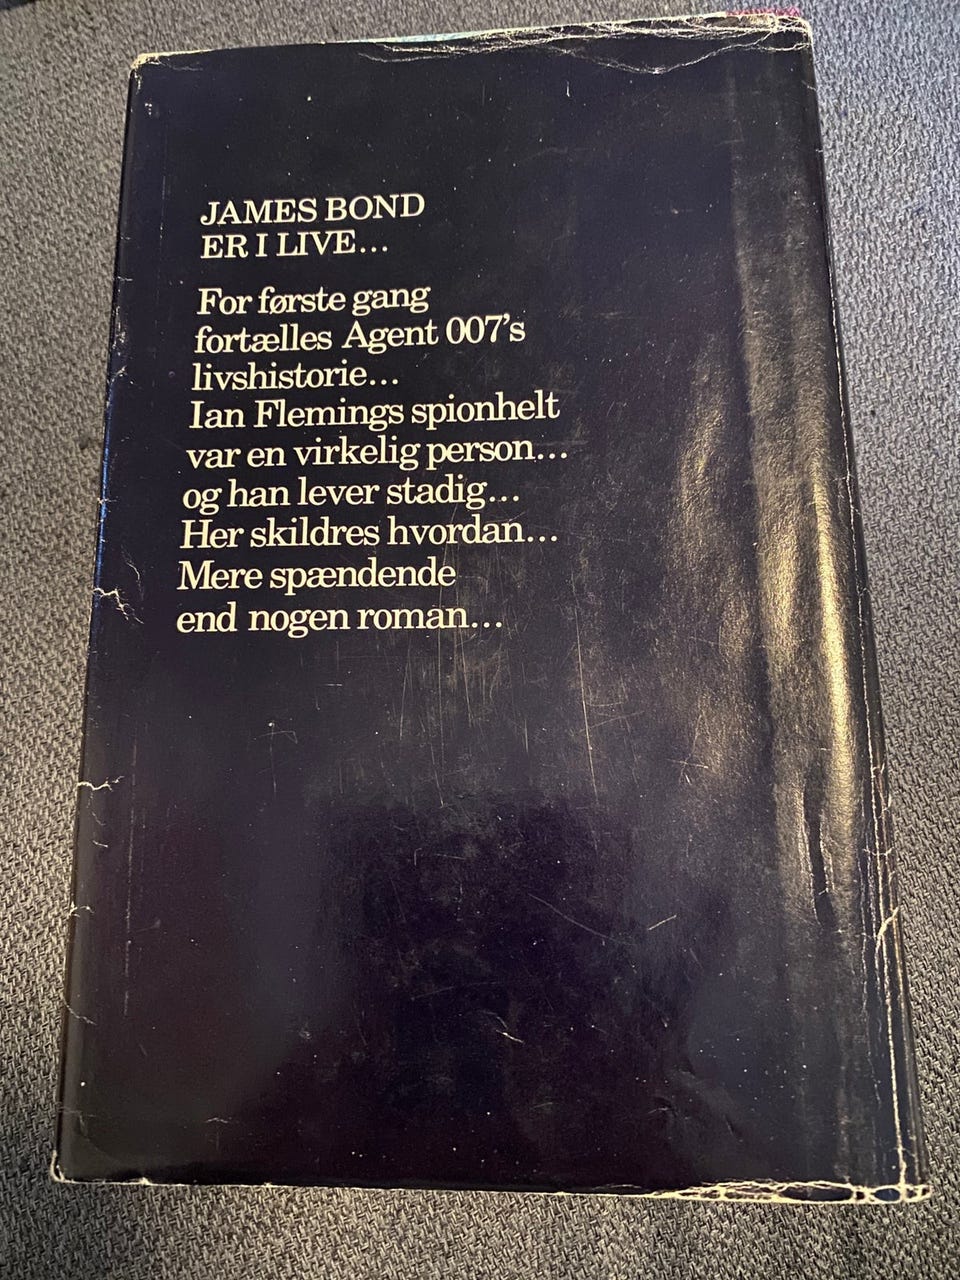 JAMES BOND
ER I LIVE...
For første gang
fortælles Agent 007's
livshistorie...
Ian Flemings spionhelt
var en virkelig person...
og han lever stadig...
Her skildres hvordan...
Mere spændende
end nogen roman...